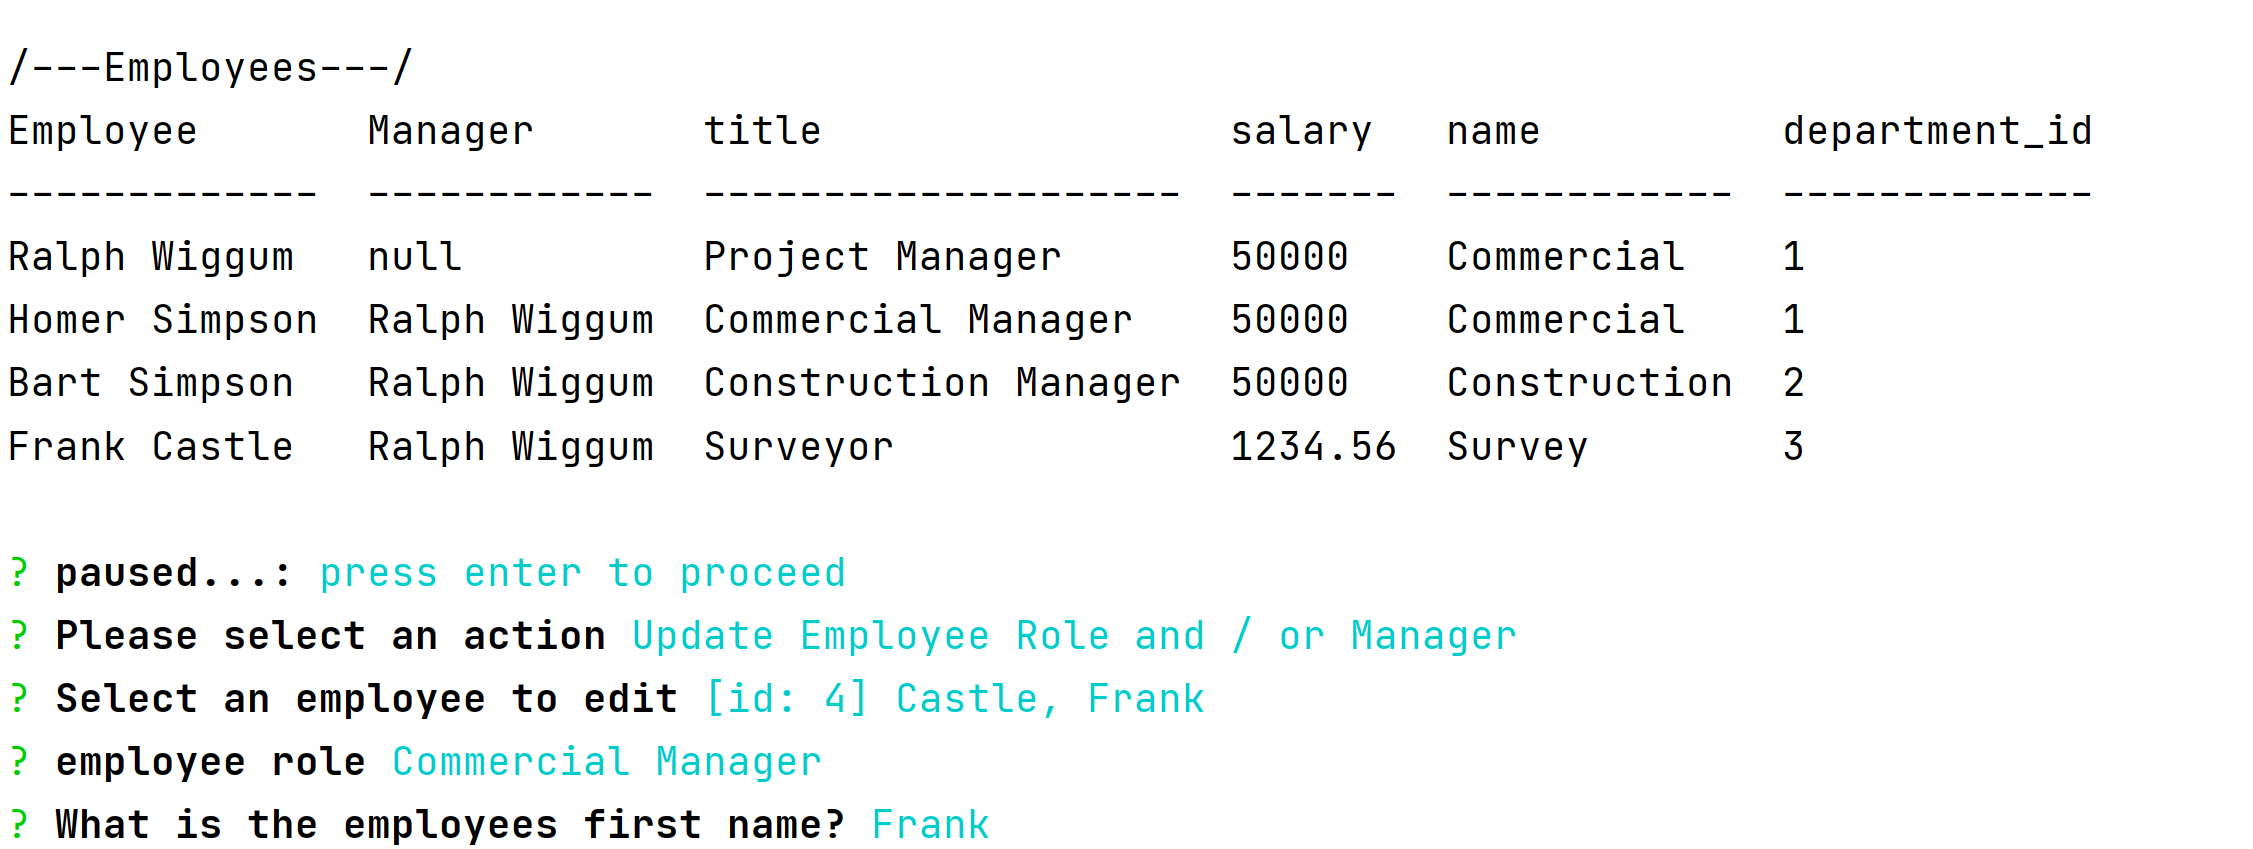 /---Employees---/
Employee       Manager       title                 salary   name          department_id
-------------  ------------  --------------------  -------  ------------  -------------
Ralph Wiggum   null          Project Manager       50000    Commercial    1
Homer Simpson  Ralph Wiggum  Commercial Manager    50000    Commercial    1
Bart Simpson   Ralph Wiggum  Construction Manager  50000    Construction  2
Frank Castle   Ralph Wiggum  Surveyor              1234.56  Survey        3
? paused...: press enter to proceed
? Please select an action Update Employee Role and / or Manager
? Select an employee to edit [id: 4] Castle, Frank
? employee role Commercial Manager
? What is the employees first name? Frank